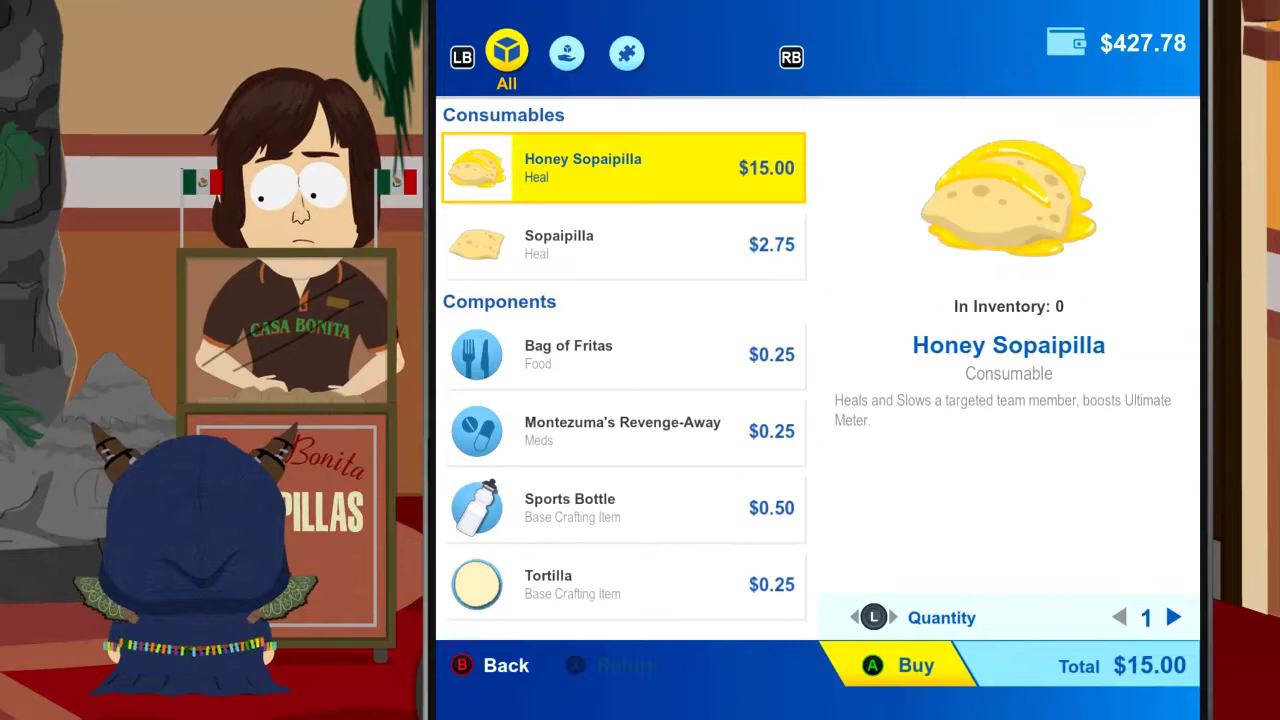 LB
RB
All
$427.78
Consumables
Honey Sopaipilla
Heal
$15.00
Sopaipilla
Heal
$2.75
Components
Bag of Fritas
Food
$0.25
Montezuma's Revenge-Away
Meds
$0.25
Sports Bottle
Base Crafting Item
$0.50
Tortilla
Base Crafting Item
$0.25
In Inventory: 0
Honey Sopaipilla
Consumable
Heals and Slows a targeted team member, boosts Ultimate
Meter.
L Quantity 1
B Back
X Return
A Buy
Total $15.00
CASA BONITA
Bonita
PILLAS